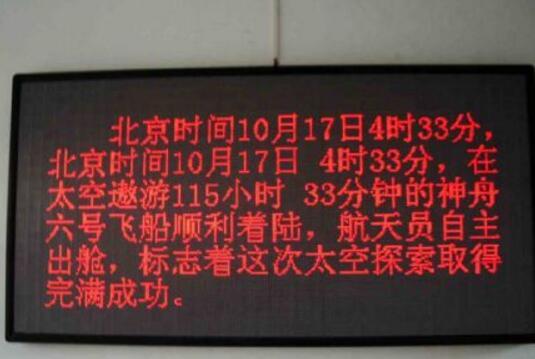 北京时间10月17日4时33分，
北京时间10月17日 4时33分，在
太空遨游115小时 33分钟的神舟
六号飞船顺利着陆，航天员自主
出舱，标志着这次太空探索取得
完满成功。